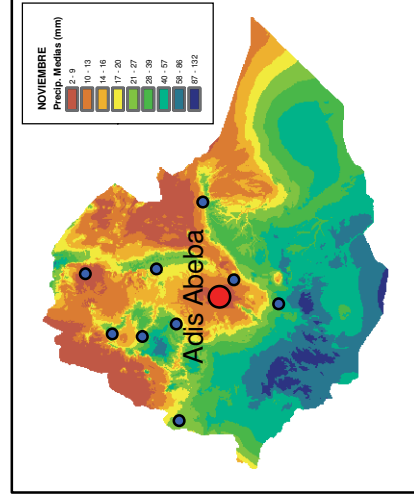 NOVIEMBRE
Precip. Medias (mm)
2 - 9
10 - 13
14 - 16
17 - 20
21 - 27
28 - 39
40 - 57
58 - 86
87 - 132
Adis Abeba